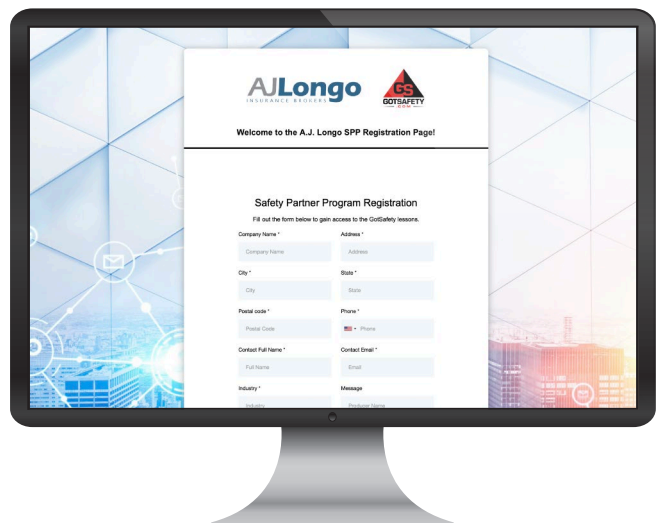 AJLongo
INSURANCE BROKERS
GS
GOTSAFETY
.COM
Welcome to the A.J. Longo SPP Registration Page!
Safety Partner Program Registration
Fill out the form below to gain access to the GotSafety lessons.
Company Name * Address *
Company Name Address
City * State *
City State
Postal code * Phone *
Postal Code Phone
Contact Full Name * Contact Email *
Full Name Email
Industry * Message
Industry Producer Name